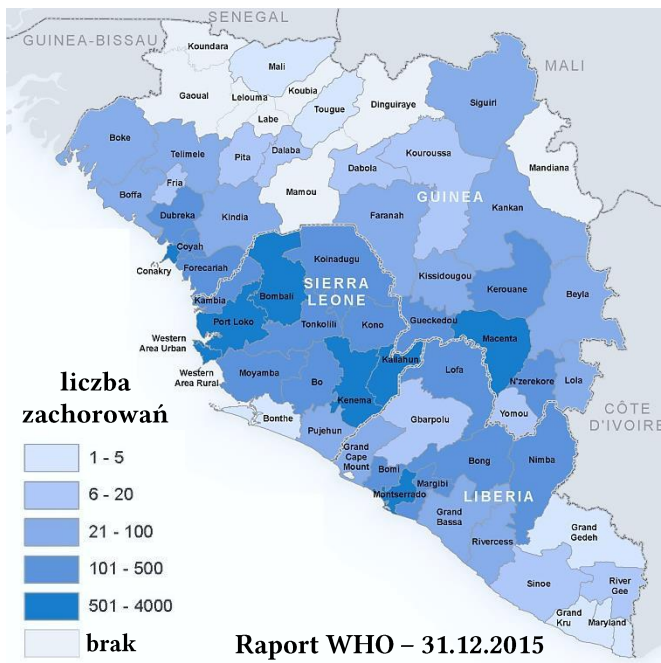 SENEGAL
GUINEA-BISSAU
MALI
Koundara
Mali
Gaoual
Lelouma
Koubia
Labe
Tougue
Dinguiraye
Siguiri
Boke
Telimele
Pita
Dalaba
Kouroussa
Mandiana
Fria
Mamou
Dabola
GUINEA
Boffa
Dubreka
Kindia
Faranah
Kankan
Coyah
Conakry
Forecariah
Koinadugu
Kissidougou
Kerouane
Beyla
SIERRA
LEONE
Kambia
Bombali
Port Loko
Tonkolili
Kono
Gueckedou
Macenta
Western
Area Urban
Kailahun
Western
Area Rural
Moyamba
Bo
Kenema
Lofa
N'zerekore
Lola
Yomou
CÔTE
D'IVOIRE
Bonthe
Pujehun
Gbarpolu
Grand
Cape
Mount
Bomi
Bong
Nimba
Margibi
Montserrado
LIBERIA
Grand
Bassa
Rivercess
Grand
Gedeh
Sinoe
River
Gee
Grand
Kru
Maryland
liczba
zachorowań
1 - 5
6 - 20
21 - 100
101 - 500
501 - 4000
brak
Raport WHO – 31.12.2015